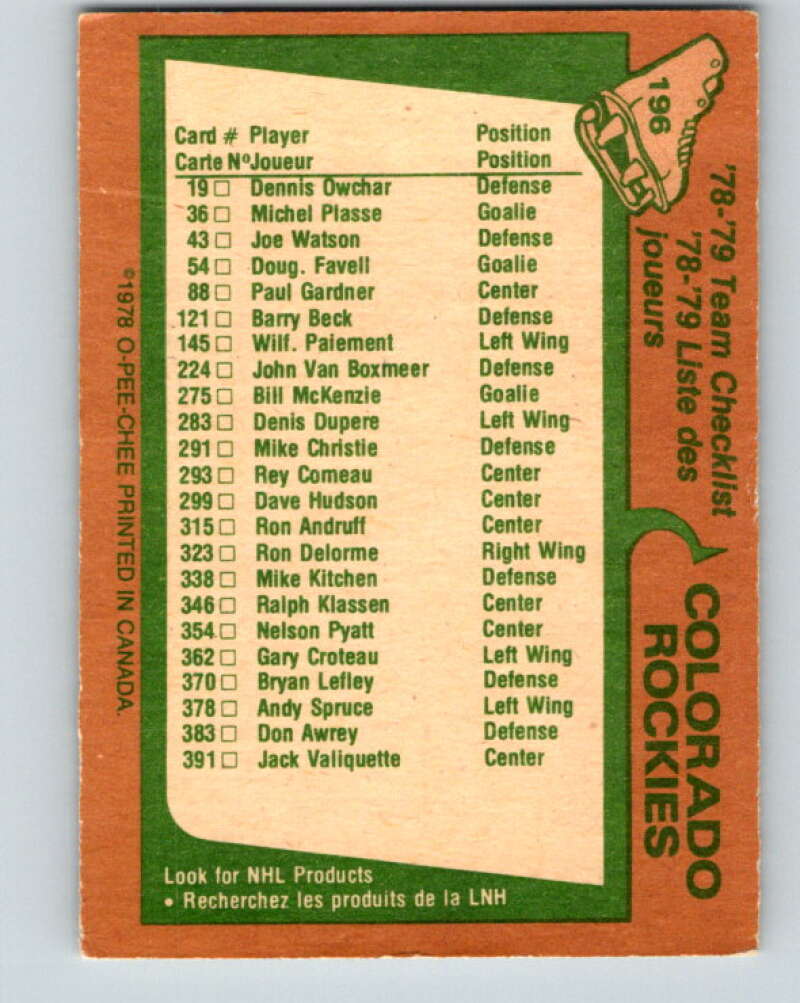 196
'78-'79 Team Checklist
'78-'79 Liste des
joueurs
COLORADO
ROCKIES
Card # Player Position
Carte Nº Joueur Position
19 □ Dennis Owchar Defense
36 □ Michel Plasse Goalie
43 □ Joe Watson Defense
54 □ Doug. Favell Goalie
88 □ Paul Gardner Center
121 □ Barry Beck Defense
145 □ Wilf. Paiement Left Wing
224 □ John Van Boxmeer Defense
275 □ Bill McKenzie Goalie
283 □ Denis Dupere Left Wing
291 □ Mike Christie Defense
293 □ Rey Comeau Center
299 □ Dave Hudson Center
315 □ Ron Andruff Center
323 □ Ron Delorme Right Wing
338 □ Mike Kitchen Defense
346 □ Ralph Klassen Center
354 □ Nelson Pyatt Center
362 □ Gary Croteau Left Wing
370 □ Bryan Lefley Defense
378 □ Andy Spruce Left Wing
383 □ Don Awrey Defense
391 □ Jack Valiquette Center
Look for NHL Products
• Recherchez les produits de la LNH
©1978 O-PEE-CHEE PRINTED IN CANADA.